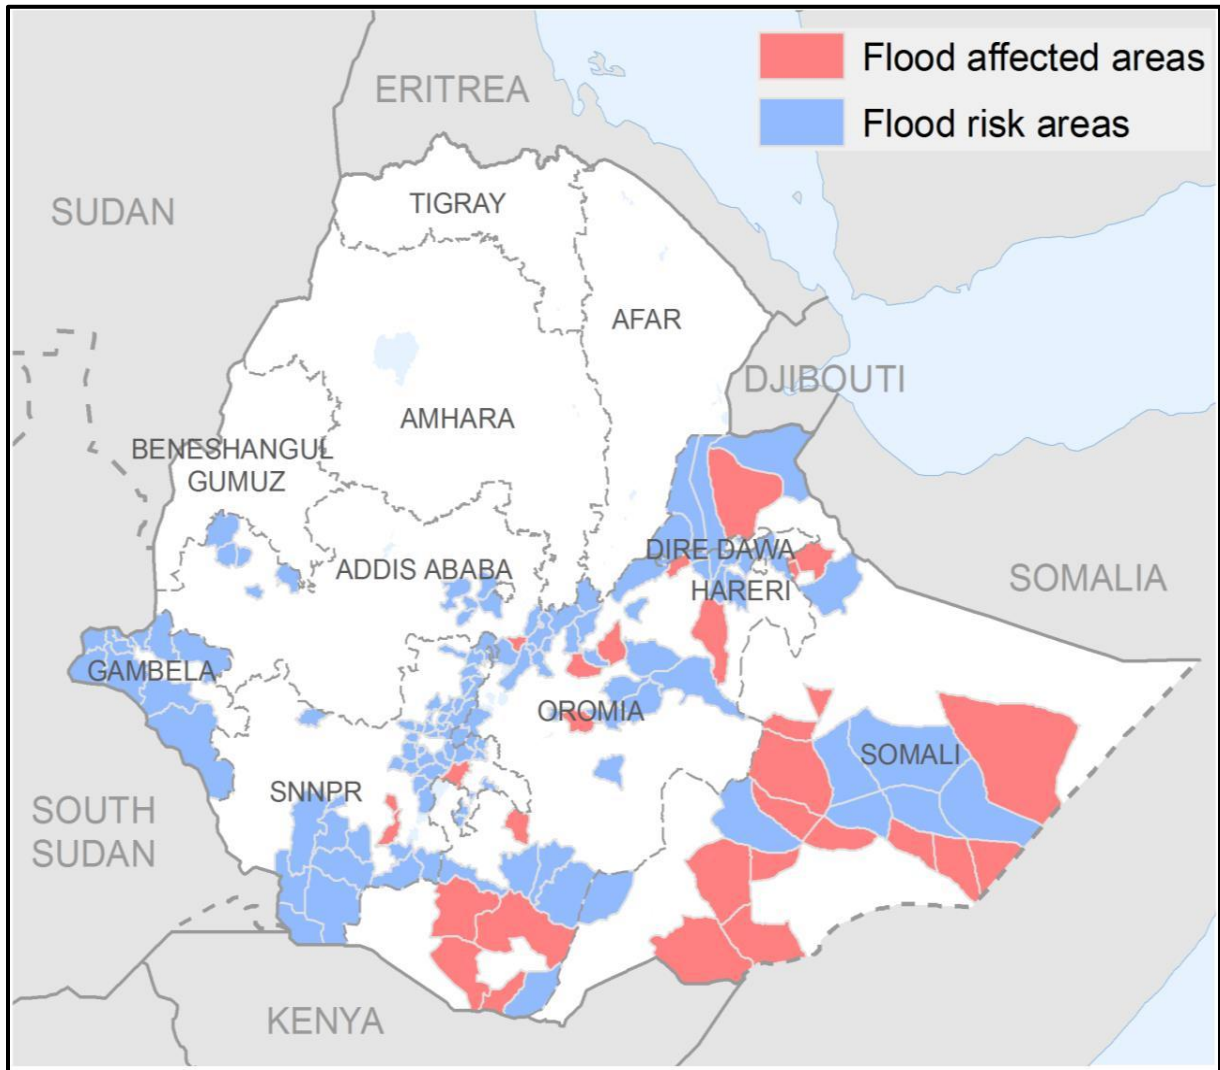 Flood affected areas
Flood risk areas
ERITREA
TIGRAY
SUDAN
AFAR
DJIBOUTI
AMHARA
BENESHANGUL
GUMUZ
DIRE DAWA
ADDIS ABABA
HARERI
SOMALIA
GAMBELA
OROMIA
SOMALI
SNNPR
SOUTH
SUDAN
KENYA